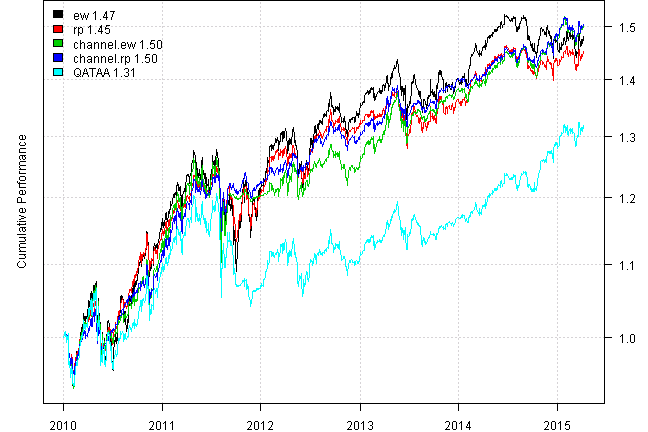 ew 1.47
rp 1.45
channel.ew 1.50
channel.rp 1.50
QATAA 1.31
Cumulative Performance
1.5
1.4
1.3
1.2
1.1
1.0
2010 2011 2012 2013 2014 2015